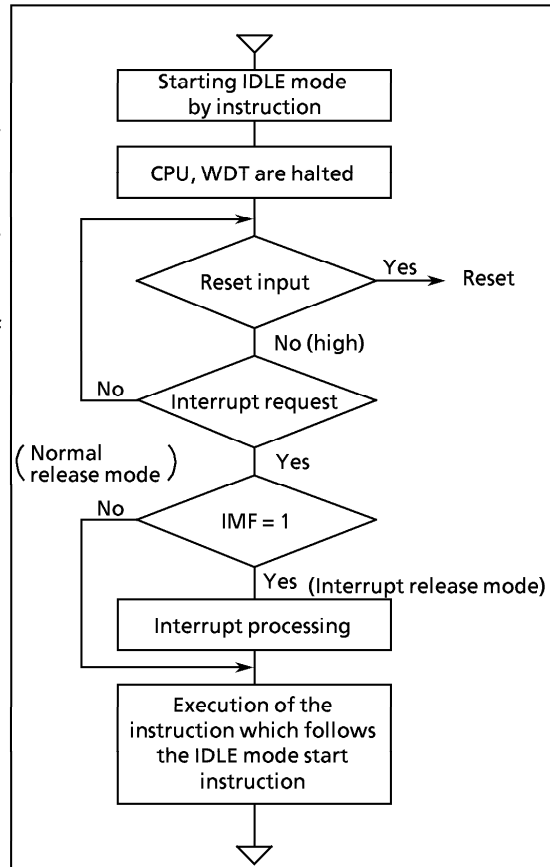 Starting IDLE mode
by instruction
CPU, WDT are halted
Reset input
Yes
Reset
No (high)
No
Interrupt request
(Normal
release mode)
Yes
No
IMF = 1
Yes
(Interrupt release mode)
Interrupt processing
Execution of the
instruction which follows
the IDLE mode start
instruction